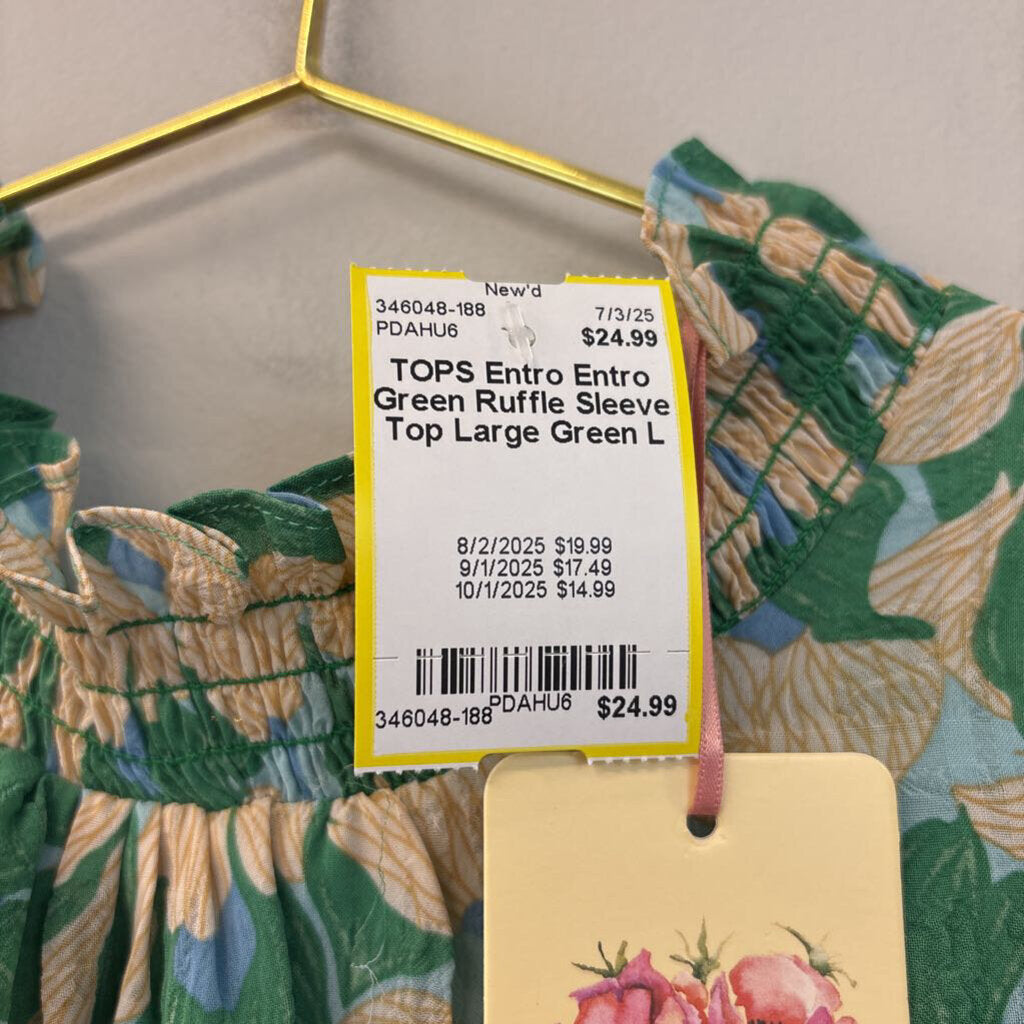 New'd
346048-188 7/3/25
PDAHU6 $24.99
TOPS Entro Entro
Green Ruffle Sleeve
Top Large Green L
8/2/2025 $19.99
9/1/2025 $17.49
10/1/2025 $14.99
346048-188 PDAHU6 $24.99